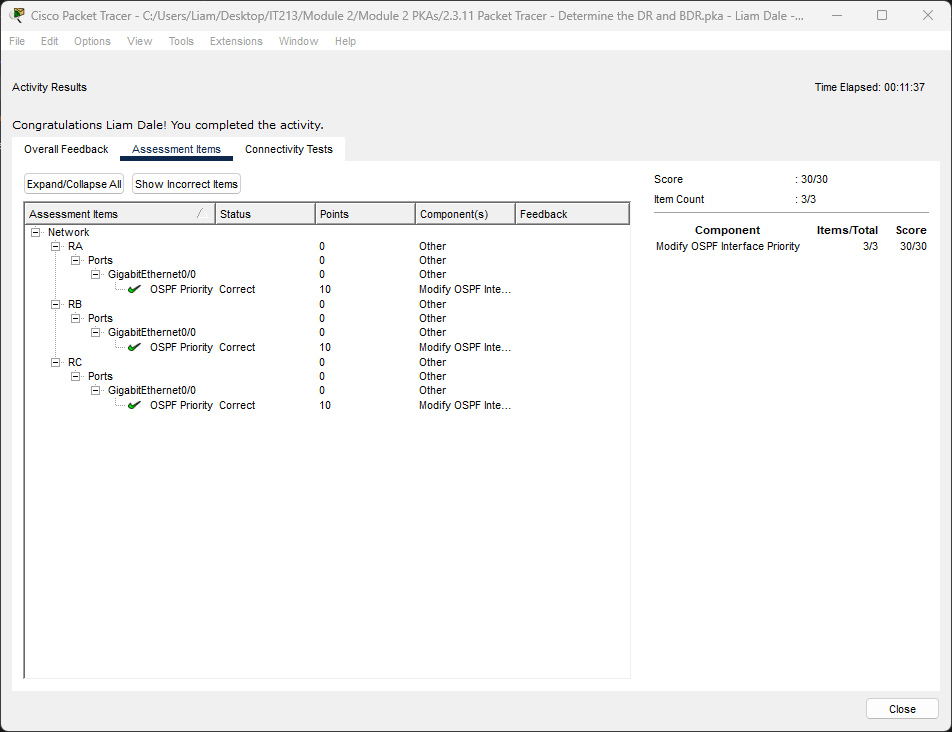 Cisco Packet Tracer - C:/Users/Liam/Desktop/IT213/Module 2/Module 2 PKAs/2.3.11 Packet Tracer - Determine the DR and BDR.pka - Liam Dale -...
File Edit Options View Tools Extensions Window Help
Activity Results Time Elapsed: 00:11:37
Congratulations Liam Dale! You completed the activity.
Overall Feedback Assessment Items Connectivity Tests
Expand/Collapse All Show Incorrect Items
Assessment Items Status Points Component(s) Feedback
Network
RA 0 Other
Ports 0 Other
GigabitEthernet0/0 0 Other
OSPF Priority Correct 10 Modify OSPF Inte...
RB 0 Other
Ports 0 Other
GigabitEthernet0/0 0 Other
OSPF Priority Correct 10 Modify OSPF Inte...
RC 0 Other
Ports 0 Other
GigabitEthernet0/0 0 Other
OSPF Priority Correct 10 Modify OSPF Inte...
Score : 30/30
Item Count : 3/3
Component Items/Total Score
Modify OSPF Interface Priority 3/3 30/30
Close